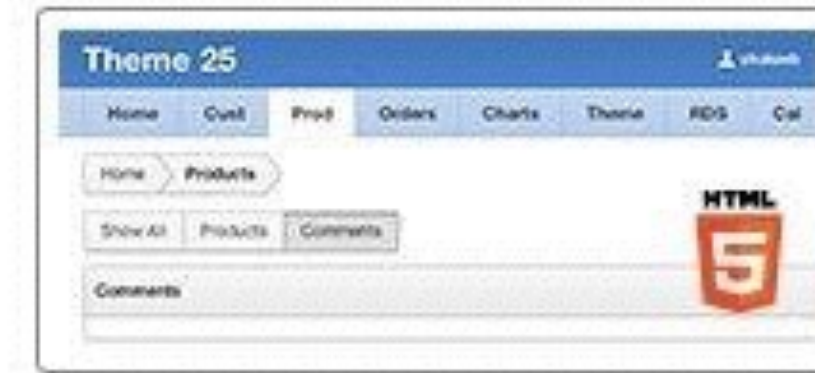 Theme 25
Home Cust Prod Orders Charts Theme RDS Cal
Home Products
Show All Products Comments
HTML
5
Comments